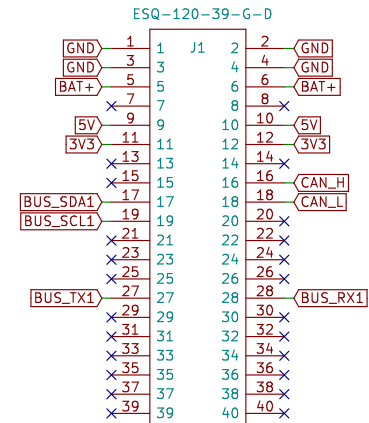 ESQ-120-39-G-D
J1
GND 1 1 2 2 GND
GND 3 3 4 4 GND
BAT+ 5 5 6 6 BAT+
7 7 8 8
5V 9 9 10 10 5V
3V3 11 11 12 12 3V3
13 13 14 14
15 15 16 16 CAN_H
BUS_SDA1 17 17 18 18 CAN_L
BUS_SCL1 19 19 20 20
21 21 22 22
23 23 24 24
25 25 26 26
BUS_TX1 27 27 28 28 BUS_RX1
29 29 30 30
31 31 32 32
33 33 34 34
35 35 36 36
37 37 38 38
39 39 40 40